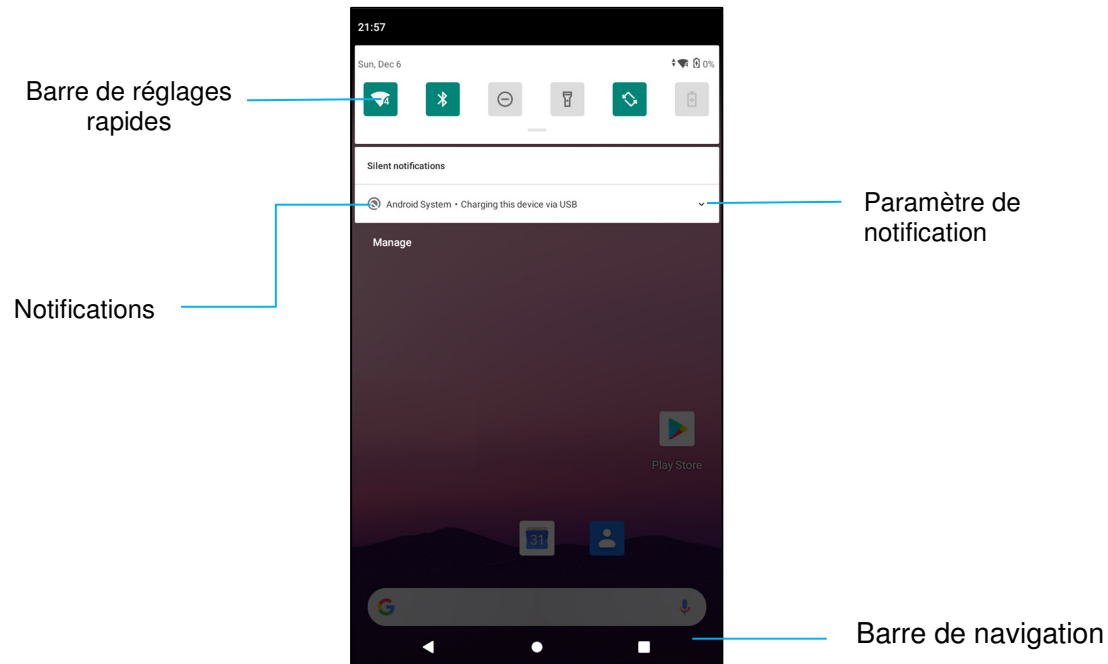 21:57
Sun, Dec 6
0%
Barre de réglages
rapides
4
Silent notifications
Android System • Charging this device via USB
Paramètre de
notification
Manage
Notifications
Play Store
31
G
Barre de navigation